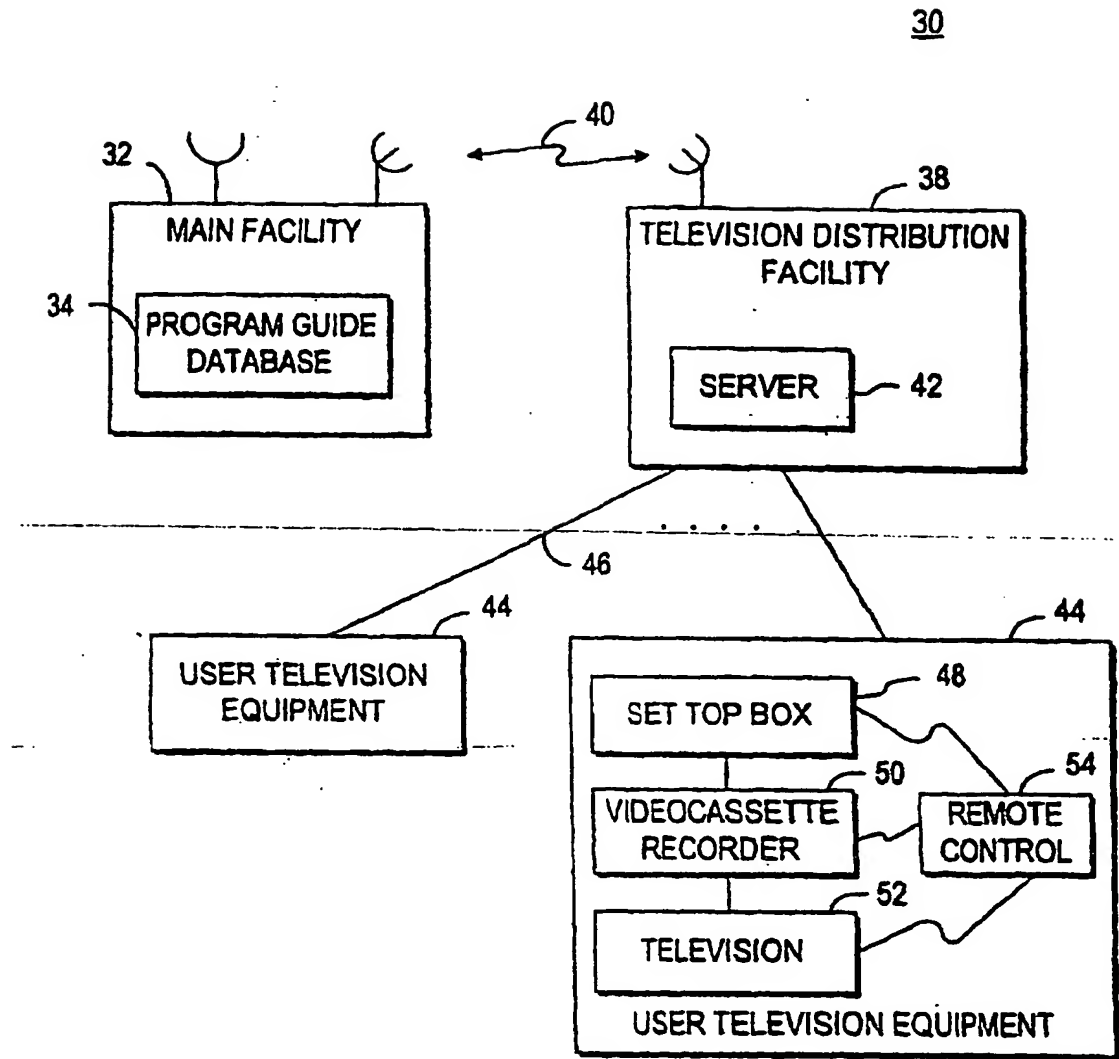 30
40
32
38
MAIN FACILITY
TELEVISION DISTRIBUTION
FACILITY
34
PROGRAM GUIDE
DATABASE
SERVER
42
46
44
44
USER TELEVISION
EQUIPMENT
48
SET TOP BOX
50
54
VIDEOCASSETTE
RECORDER
REMOTE
CONTROL
52
TELEVISION
USER TELEVISION EQUIPMENT